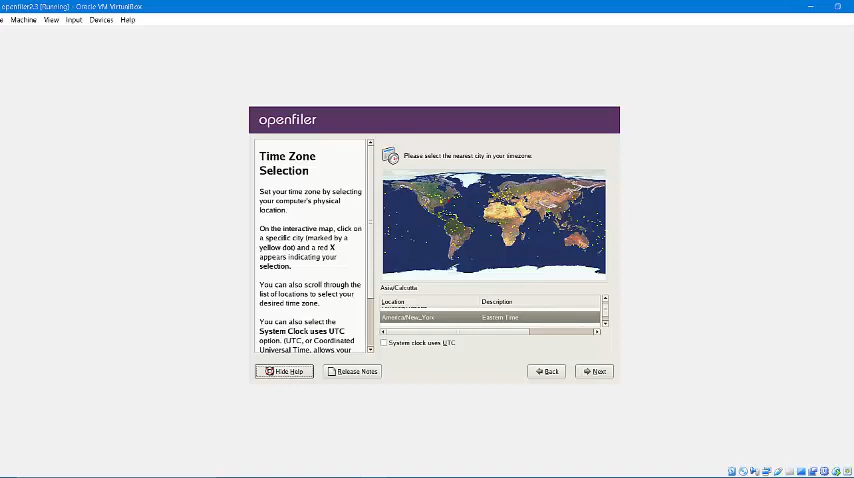 openfiler2.3 [Running] - Oracle VM VirtualBox
Machine View Input Devices Help
openfiler
Time Zone
Selection
Set your time zone by selecting
your computer's physical
location.
On the interactive map, click on
a specific city (marked by a
yellow dot) and a red X
appears indicating your
selection.
You can also scroll through the
list of locations to select your
desired time zone.
You can also select the
System Clock uses UTC
option. (UTC, or Coordinated
Universal Time, allows your
Please select the nearest city in your timezone:
Asia/Calcutta
Location Description
America/New_York Eastern Time
System clock uses UTC
Hide Help
Release Notes
Back
Next